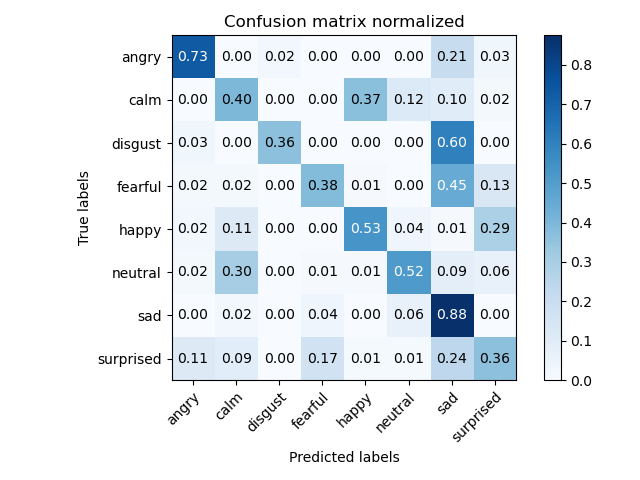 Confusion matrix normalized
True labels
angry 0.73 0.00 0.02 0.00 0.00 0.00 0.21 0.03
calm 0.00 0.40 0.00 0.00 0.37 0.12 0.10 0.02
disgust 0.03 0.00 0.36 0.00 0.00 0.00 0.60 0.00
fearful 0.02 0.02 0.00 0.38 0.01 0.00 0.45 0.13
happy 0.02 0.11 0.00 0.00 0.53 0.04 0.01 0.29
neutral 0.02 0.30 0.00 0.01 0.01 0.52 0.09 0.06
sad 0.00 0.02 0.00 0.04 0.00 0.06 0.88 0.00
surprised 0.11 0.09 0.00 0.17 0.01 0.01 0.24 0.36
angry calm disgust fearful happy neutral sad surprised
Predicted labels
0.8
0.7
0.6
0.5
0.4
0.3
0.2
0.1
0.0